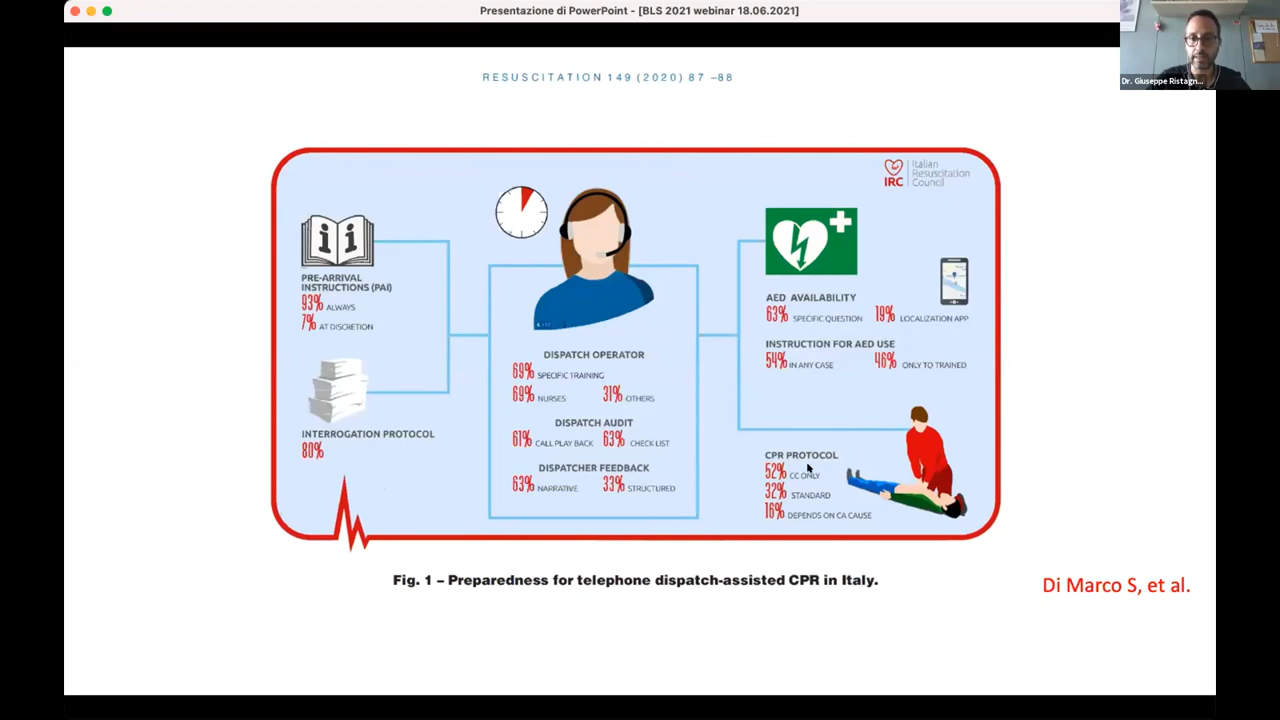 Presentazione di PowerPoint - [BLS 2021 webinar 18.06.2021]
Dr. Giuseppe Ristagn...
RESUSCITATION 149 (2020) 87 –88
IRC
Italian
Resuscitation
Council
PRE-ARRIVAL
INSTRUCTIONS (PAI)
93% ALWAYS
7% AT DISCRETION
INTERROGATION PROTOCOL
80%
DISPATCH OPERATOR
69% SPECIFIC TRAINING
69% NURSES 31% OTHERS
DISPATCH AUDIT
61% CALL PLAY BACK 63% CHECK LIST
DISPATCHER FEEDBACK
63% NARRATIVE 33% STRUCTURED
AED AVAILABILITY
63% SPECIFIC QUESTION 19% LOCALIZATION APP
INSTRUCTION FOR AED USE
54% IN ANY CASE 46% ONLY TO TRAINED
CPR PROTOCOL
52% CC ONLY
32% STANDARD
16% DEPENDS ON CA CAUSE
Fig. 1 – Preparedness for telephone dispatch-assisted CPR in Italy.
Di Marco S, et al.